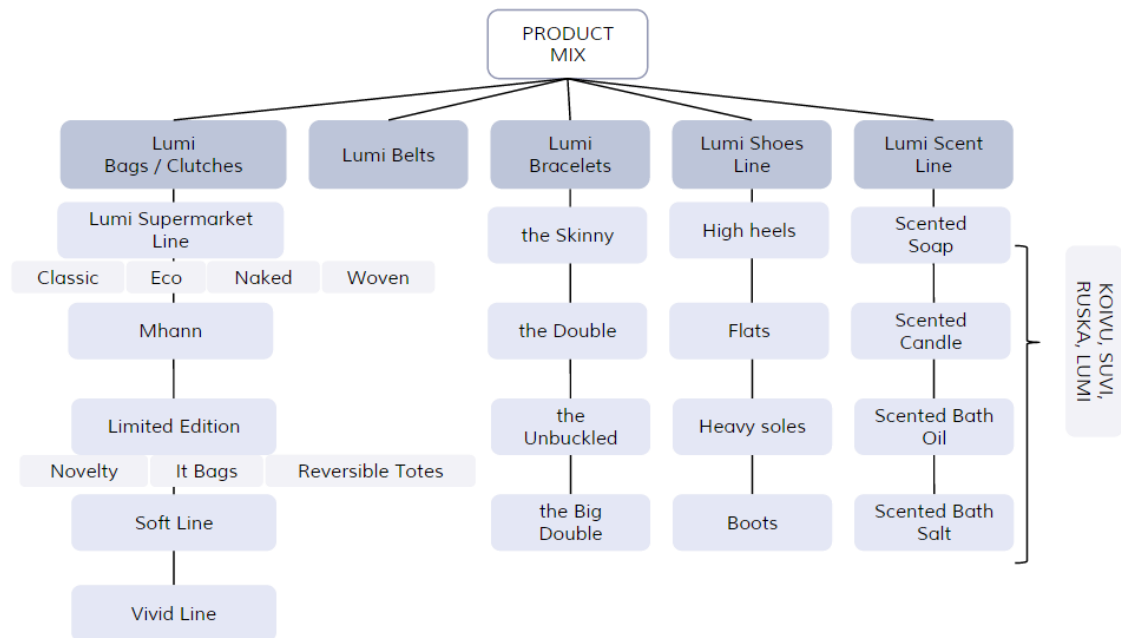 PRODUCT
MIX
Lumi
Bags / Clutches
Lumi Belts
Lumi
Bracelets
Lumi Shoes
Line
Lumi Scent
Line
Lumi Supermarket
Line
Classic
Eco
Naked
Woven
Mhann
Limited Edition
Novelty
It Bags
Reversible Totes
Soft Line
Vivid Line
the Skinny
the Double
the
Unbuckled
the Big
Double
High heels
Flats
Heavy soles
Boots
Scented
Soap
Scented
Candle
Scented Bath
Oil
Scented Bath
Salt
KOIVU, SUVI,
RUSKA, LUMI